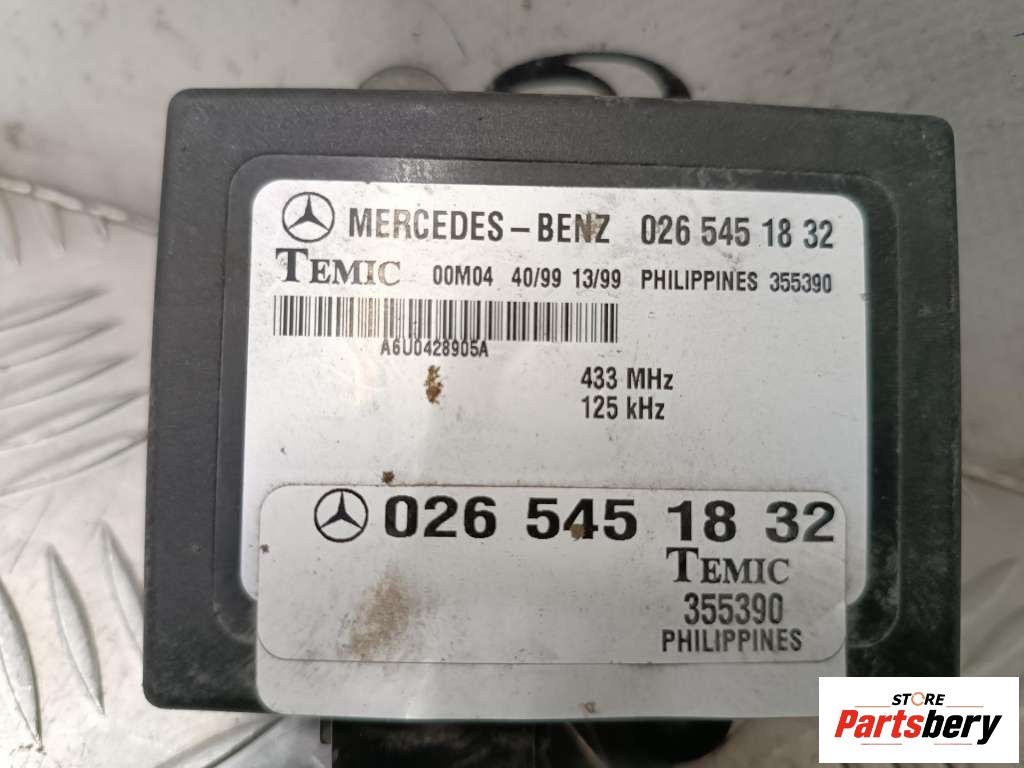 MERCEDES-BENZ 026 545 18 32
TEMIC 00M04 40/99 13/99 PHILIPPINES 355390
A6U0428905A
433 MHz
125 kHz
026 545 18 32
TEMIC
355390
PHILIPPINES
STORE
Partsbery